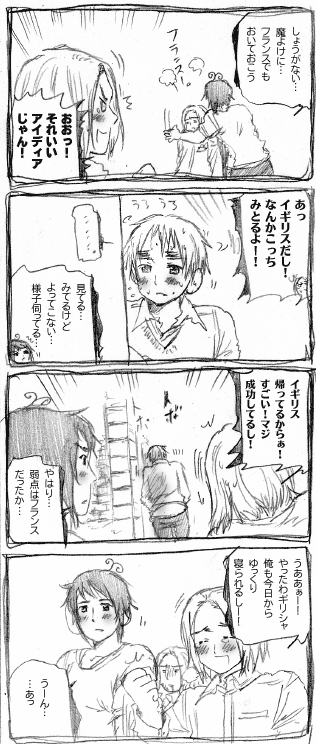 しょうがない…
魔よけに…
フランスでも
おいておこう
フランス…
おおっ！
それいい
アイディア
じゃん！
あっ
イギリスだし！
なんかこっち
みとるよー！
うろうろ
見てる…
みてるけど
よってこない…
様子伺ってる…
イギリス
帰ってるからぁ！
すごい！マジ
成功してるし！
やはり…
弱点はフランス
だったか…
うああぁー！
やったわギリシャ
俺も今日から
ゆっくり
寝られるし！
うーん…
…あっ